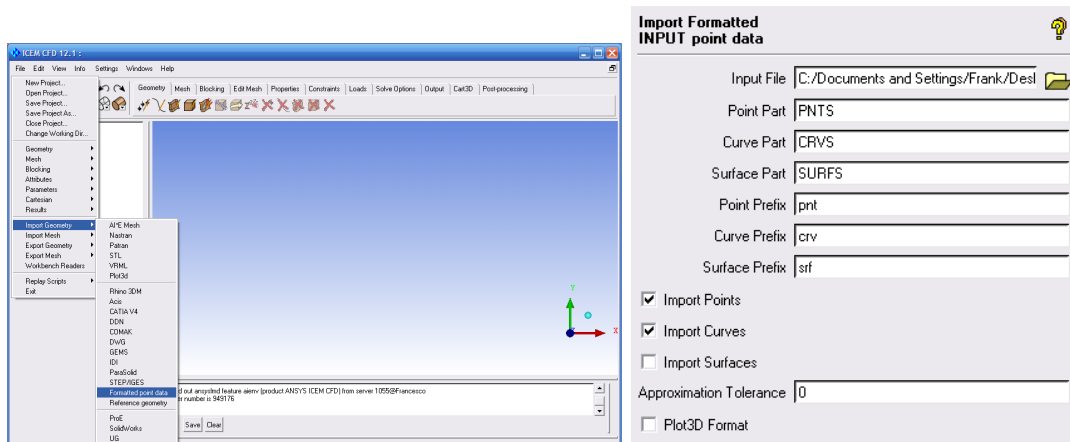 ICEM CFD 12.1 :
File Edit View Info Settings Windows Help
New Project...
Open Project...
Save Project...
Save Project As...
Close Project...
Change Working Dir...
Geometry
Mesh
Blocking
Attributes
Parameters
Cartesian
Results
Import Geometry
Import Mesh
Export Geometry
Export Mesh
Workbench Readers
Replay Scripts
Exit
Geometry Mesh Blocking Edit Mesh Properties Constraints Loads Solve Options Output Cart3D Post-processing
AI*E Mesh
Nastran
Patran
STL
VRML
Plot3d
Rhino 3DM
Acis
CATIA V4
DDN
COMAK
DWG
GEMS
IDI
ParaSolid
STEP/IGES
Formatted point data
Reference geometry
ProE
SolidWorks
UG
Y
X
d out ansyslmd feature aienv (product ANSYS ICEM CFD) from server 1055@Francesco
number is 949176
Save Clear
Import Formatted
INPUT point data
Input File C:/Documents and Settings/Frank/Desl
Point Part PNTS
Curve Part CRVS
Surface Part SURFS
Point Prefix pnt
Curve Prefix crv
Surface Prefix srf
Import Points
Import Curves
Import Surfaces
Approximation Tolerance 0
Plot3D Format